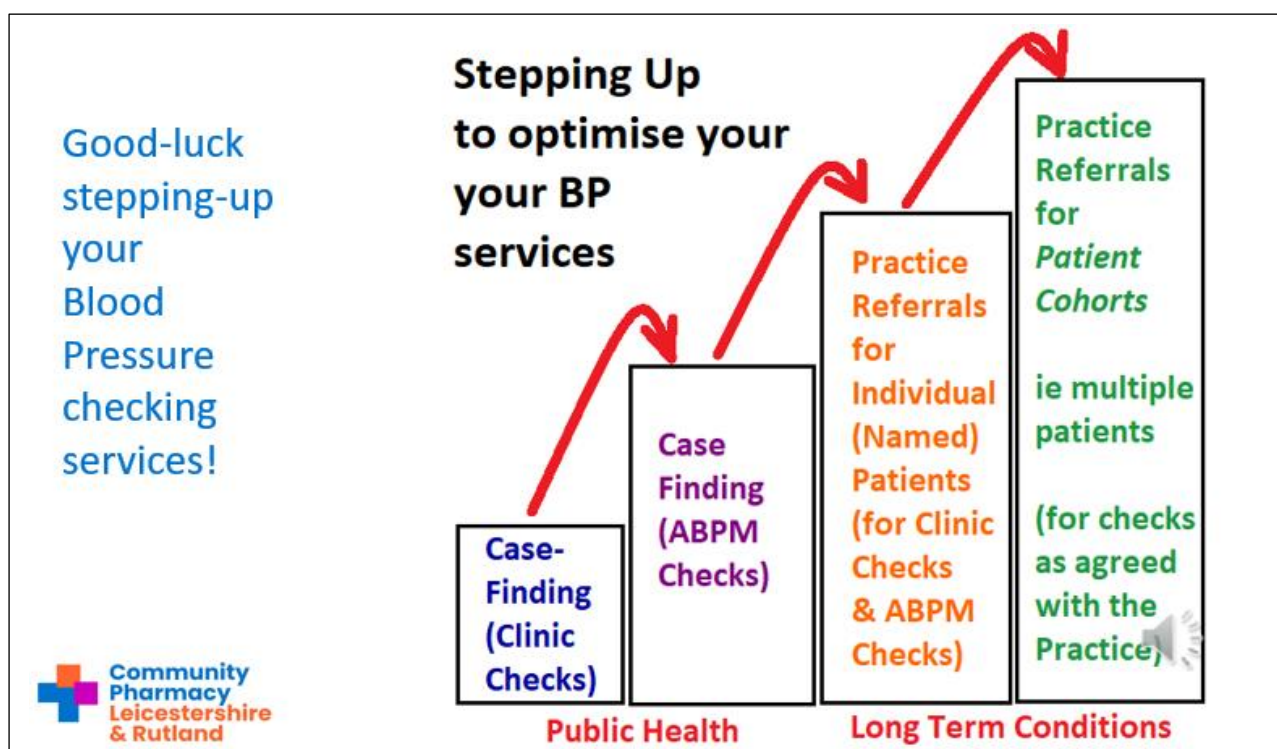 Good-luck
stepping-up
your
Blood
Pressure
checking
services!
Stepping Up
to optimise your
your BP
services
Case-
Finding
(Clinic
Checks)
Case
Finding
(ABPM
Checks)
Practice
Referrals
for
Individual
(Named)
Patients
(for Clinic
Checks
& ABPM
Checks)
Practice
Referrals
for
Patient
Cohorts
ie multiple
patients
(for checks
as agreed
with the
Practice)
Public Health
Long Term Conditions
Community
Pharmacy
Leicestershire
& Rutland